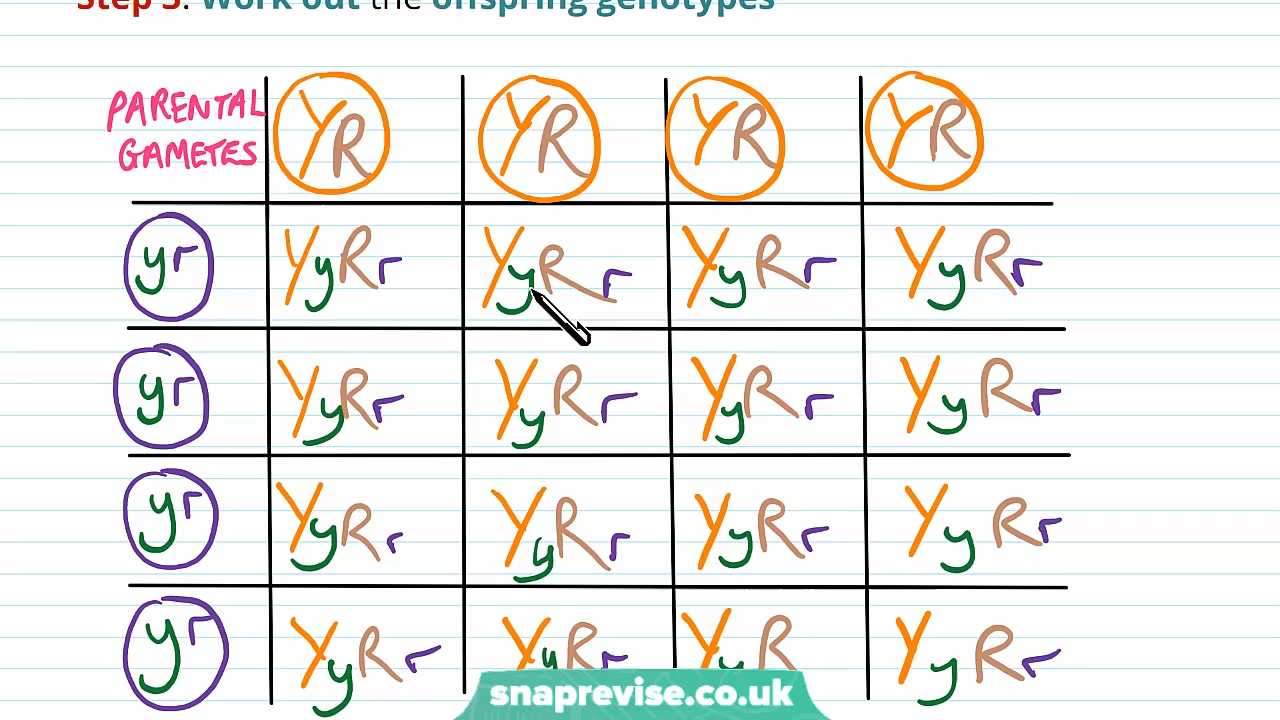 Step 3: Work out the offspring genotypes
PARENTAL GAMETES YR YR YR YR
yr YyRr YyRr YyRr YyRr
yr YyRr YyRr YyRr YyRr
yr YyRr YyRr YyRr YyRr
yr YyRr YyRr YyR YyRr
snaprevise.co.uk